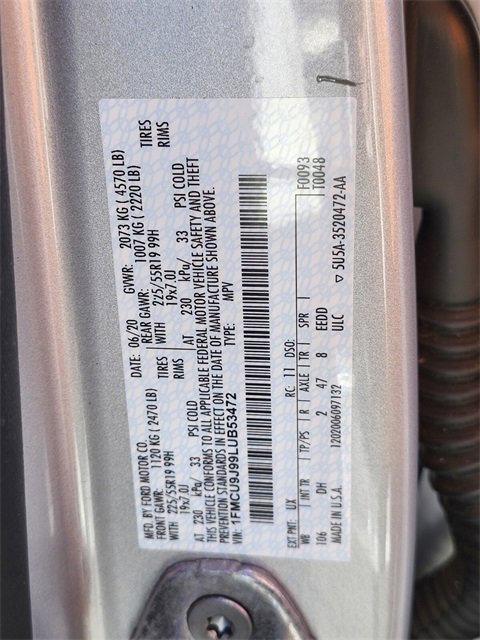 MFD. BY FORD MOTOR CO.
DATE: 06/20 GVWR: 2073 KG ( 4570 LB)
FRONT GAWR: 1120 KG (2470 LB) REAR GAWR: 1007 KG ( 2220 LB)
WITH 225/55R19 99H TIRES WITH 225/55R19 99H TIRES
19x7.0J RIMS 19x7.0J RIMS
AT 230 kPa/ 33 PSI COLD AT 230 kPa/ 33 PSI COLD
THIS VEHICLE CONFORMS TO ALL APPLICABLE FEDERAL MOTOR VEHICLE SAFETY AND THEFT
PREVENTION STANDARDS IN EFFECT ON THE DATE OF MANUFACTURE SHOWN ABOVE.
VIN: 1FMCU9J99LUB53472 TYPE: MPV
F0093
T0048
EXT PNT: UX RC: 11 DSO:
WB INT TR TP/PS R AXLE TR SPR
106 DH 2 47 8 EEDD
1202006097132 ULC
MADE IN U.S.A. ▽ 5U5A-3520472-AA